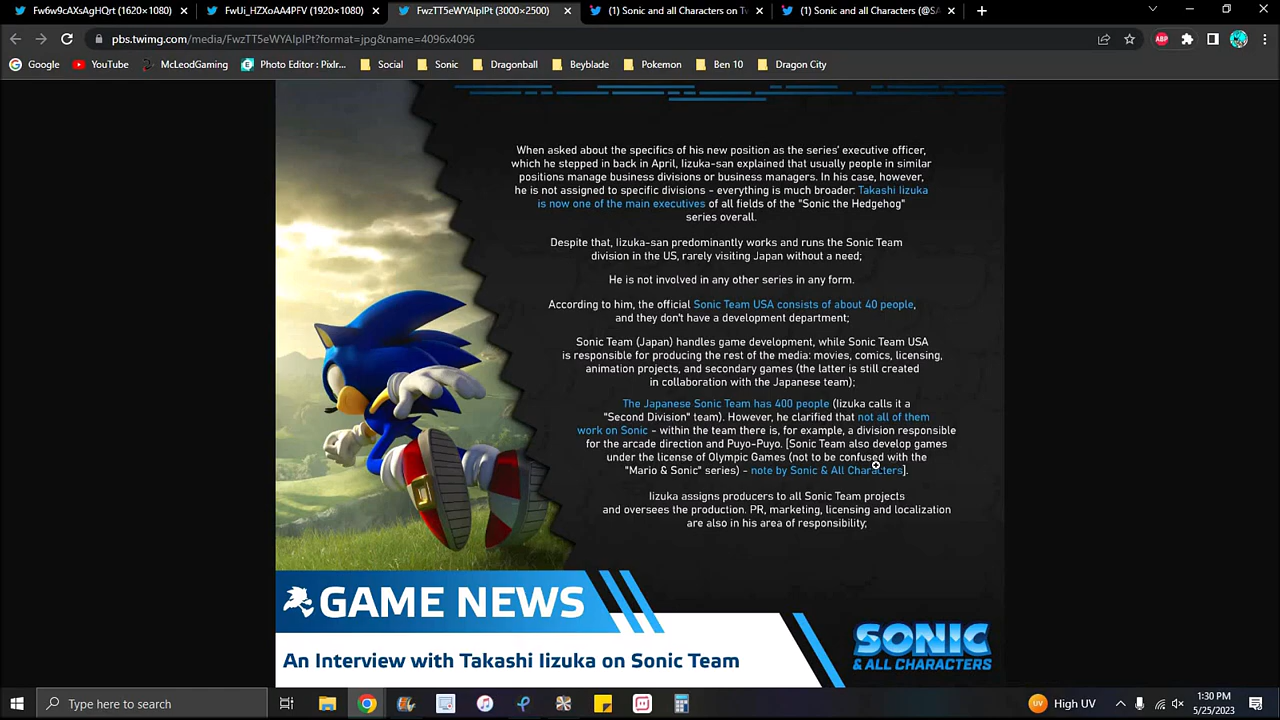 Fw6w9cAXsAgHQrt (1620×1080)
FwUi_HZXoAA4PFV (1920×1080)
FwzTT5eWYAIpIPt (3000×2500)
(1) Sonic and all Characters on Tw
(1) Sonic and all Characters (@SA
pbs.twimg.com/media/FwzTT5eWYAIpIPt?format=jpg&name=4096x4096
ABP
Google
YouTube
McLeodGaming
Photo Editor : Pixlr...
Social
Sonic
Dragonball
Beyblade
Pokemon
Ben 10
Dragon City
When asked about the specifics of his new position as the series' executive officer,
which he stepped in back in April, Iizuka-san explained that usually people in similar
positions manage business divisions or business managers. In his case, however,
he is not assigned to specific divisions - everything is much broader: Takashi Iizuka
is now one of the main executives of all fields of the "Sonic the Hedgehog"
series overall.
Despite that, Iizuka-san predominantly works and runs the Sonic Team
division in the US, rarely visiting Japan without a need;
He is not involved in any other series in any form.
According to him, the official Sonic Team USA consists of about 40 people,
and they don't have a development department;
Sonic Team (Japan) handles game development, while Sonic Team USA
is responsible for producing the rest of the media: movies, comics, licensing,
animation projects, and secondary games (the latter is still created
in collaboration with the Japanese team);
The Japanese Sonic Team has 400 people (Iizuka calls it a
"Second Division" team). However, he clarified that not all of them
work on Sonic - within the team there is, for example, a division responsible
for the arcade direction and Puyo-Puyo. [Sonic Team also develop games
under the license of Olympic Games (not to be confused with the
"Mario & Sonic" series) - note by Sonic & All Characters].
Iizuka assigns producers to all Sonic Team projects
and oversees the production. PR, marketing, licensing and localization
are also in his area of responsibility;
GAME NEWS
An Interview with Takashi Iizuka on Sonic Team
SONIC
& ALL CHARACTERS
Type here to search
UV
High UV
1:30 PM
5/25/2023